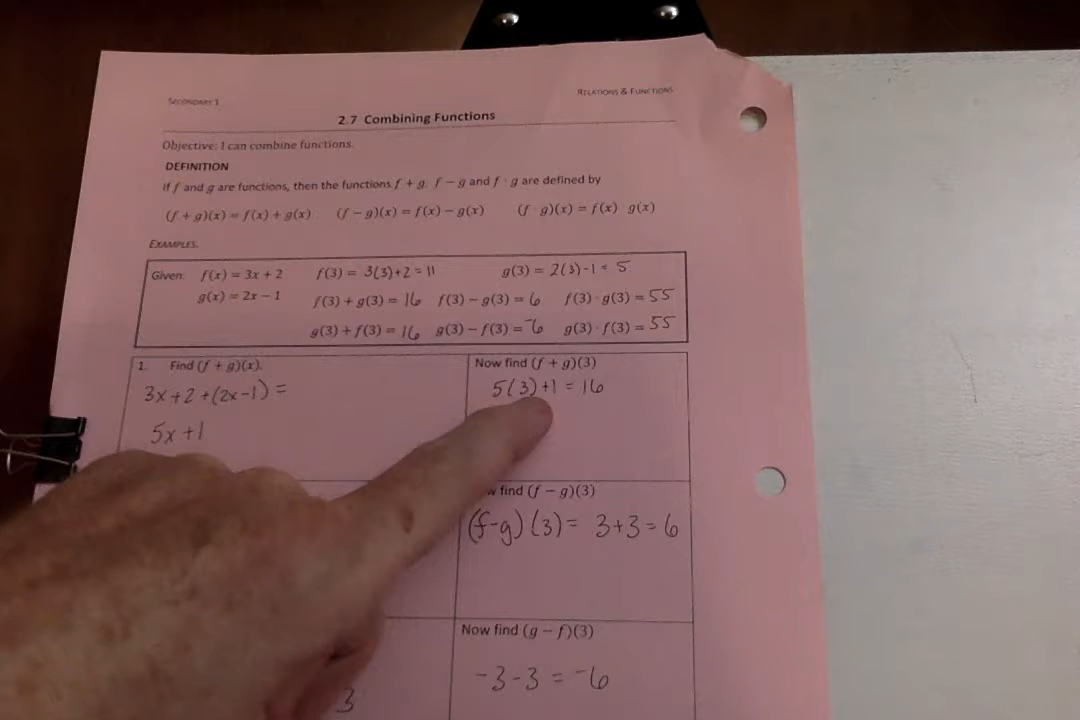 SECONDARY 1
RELATIONS & FUNCTIONS
2.7 Combining Functions
Objective: I can combine functions.
DEFINITION
If f and g are functions, then the functions f + g, f − g and f · g are defined by
(f + g)(x) = f(x) + g(x) (f − g)(x) = f(x) − g(x) (f · g)(x) = f(x) · g(x)
EXAMPLES:
Given: f(x) = 3x + 2 f(3) = 3(3)+2 = 11 g(3) = 2(3)-1 = 5
g(x) = 2x − 1 f(3) + g(3) = 16 f(3) − g(3) = 6 f(3) · g(3) = 55
g(3) + f(3) = 16 g(3) − f(3) = -6 g(3) · f(3) = 55
1. Find (f + g)(x).
3x+2 +(2x-1) =
5x+1
Now find (f + g)(3)
5(3)+1 = 16
find (f − g)(3)
(f-g)(3) = 3+3=6
3
Now find (g − f)(3)
-3-3 = -6